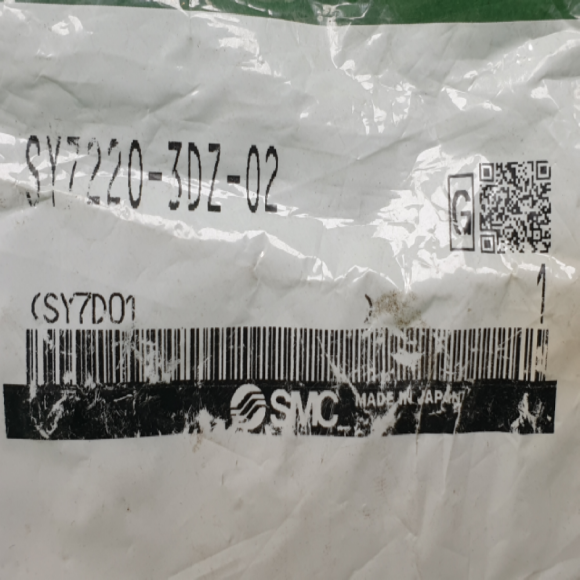 SY7220-3DZ-02
G
(SY7D01 )
1
SMC MADE IN JAPAN